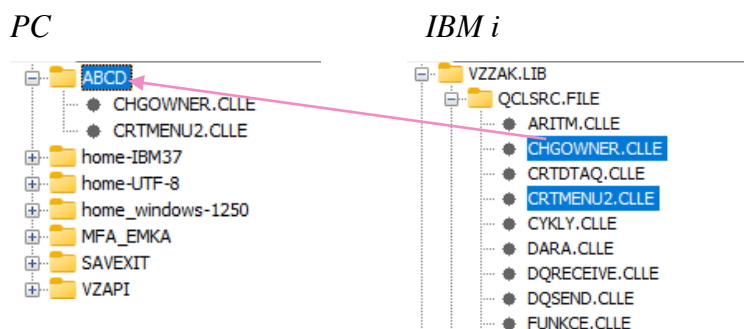 PC
IBM i
ABCD
CHGOWNER.CLLE
CRTMENU2.CLLE
home-IBM37
home-UTF-8
home_windows-1250
MFA_EMKA
SAVEXIT
VZAPI
VZZAK.LIB
QCLSRC.FILE
ARITM.CLLE
CHGOWNER.CLLE
CRTDTAQ.CLLE
CRTMENU2.CLLE
CYKLY.CLLE
DARA.CLLE
DQRECEIVE.CLLE
DQSEND.CLLE
FUNKCE.CLLE